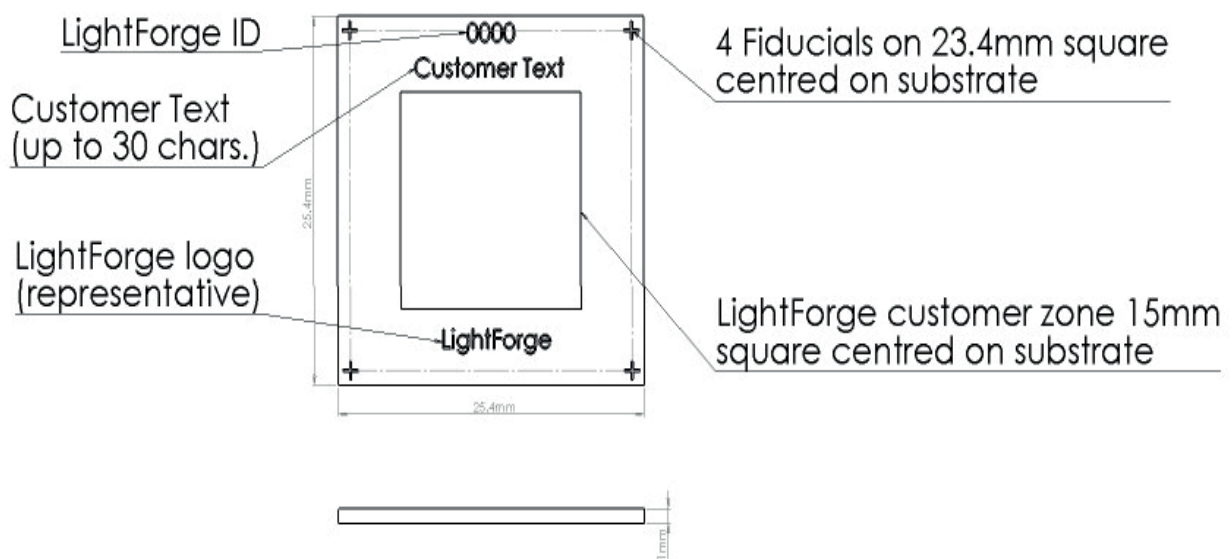 LightForge ID
0000
4 Fiducials on 23.4mm square
centred on substrate
Customer Text
Customer Text
(up to 30 chars.)
25.4mm
LightForge logo
(representative)
LightForge customer zone 15mm
square centred on substrate
LightForge
25.4mm
1mm